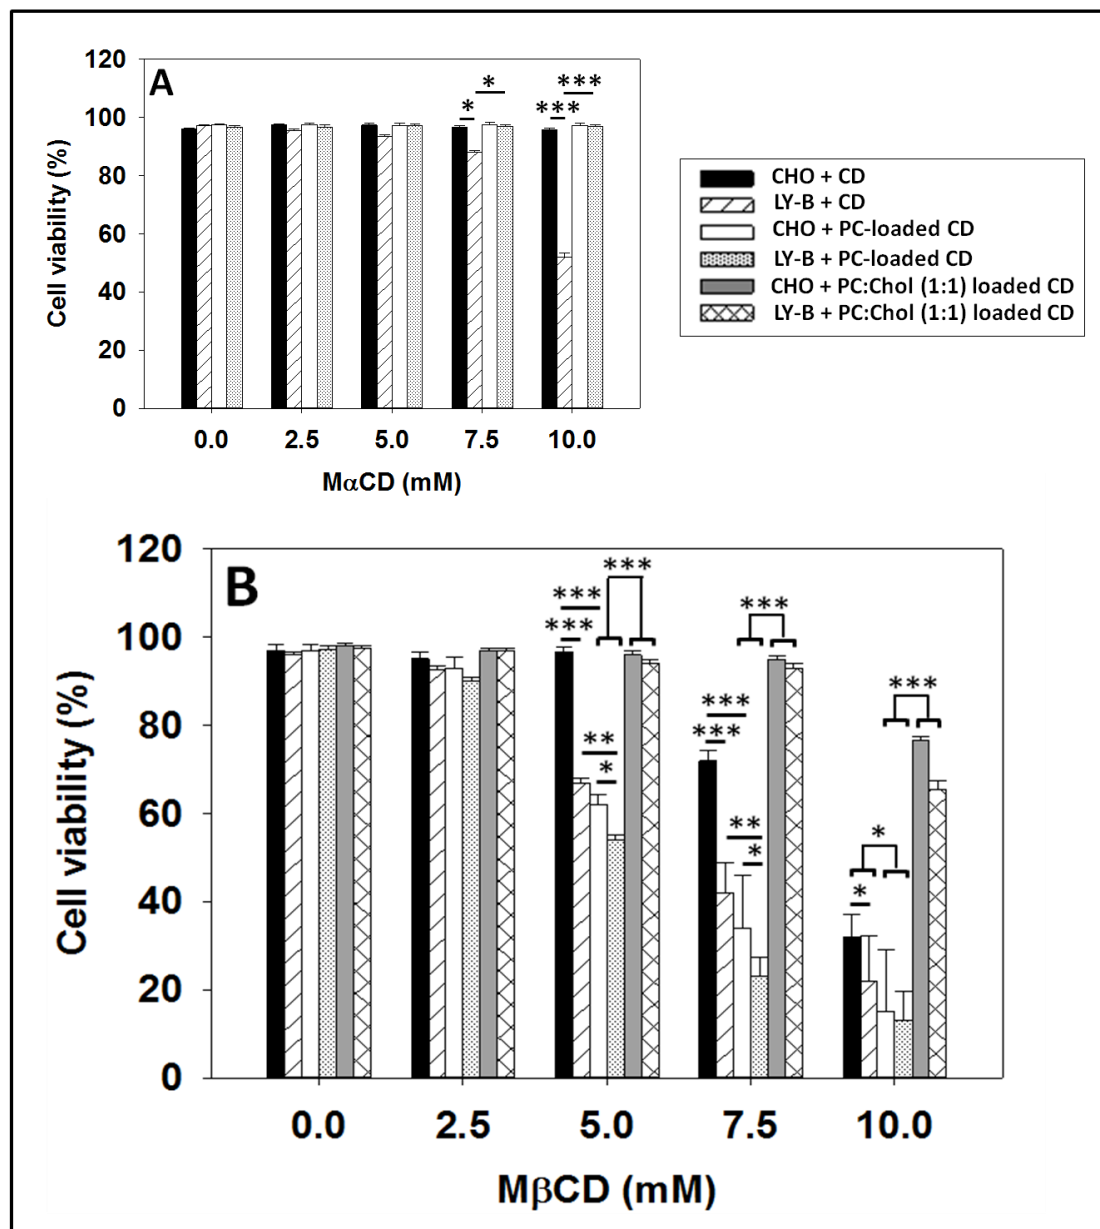 A
120
100
80
60
40
20
0
Cell viability (%)
* *
*** ***
0.0 2.5 5.0 7.5 10.0
MαCD (mM)
CHO + CD
LY-B + CD
CHO + PC-loaded CD
LY-B + PC-loaded CD
CHO + PC:Chol (1:1) loaded CD
LY-B + PC:Chol (1:1) loaded CD
B
120
100
80
60
40
20
0
Cell viability (%)
***
***
***
**
*
***
***
***
**
*
***
*
*
0.0 2.5 5.0 7.5 10.0
MβCD (mM)